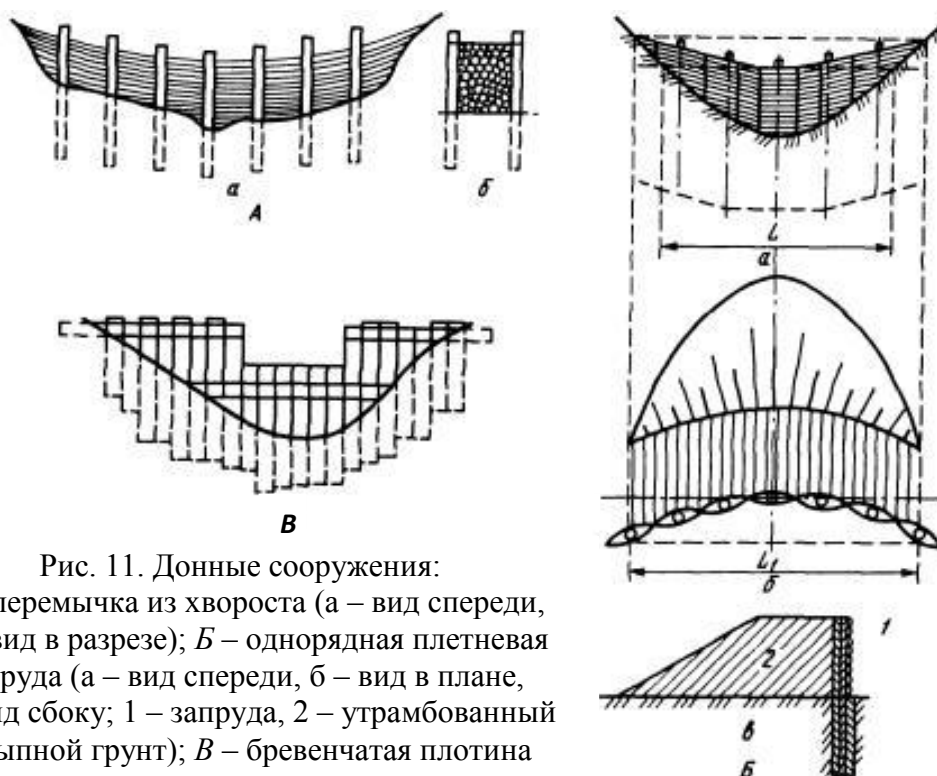 а
А
б
В
L
а
L₁
б
1
2
в
Б
Рис. 11. Донные сооружения:
перемычка из хвороста (а – вид спереди,
вид в разрезе); Б – однорядная плетневая
руда (а – вид спереди, б – вид в плане,
д сбоку; 1 – запруда, 2 – утрамбованный
ыпной грунт); В – бревенчатая плотина